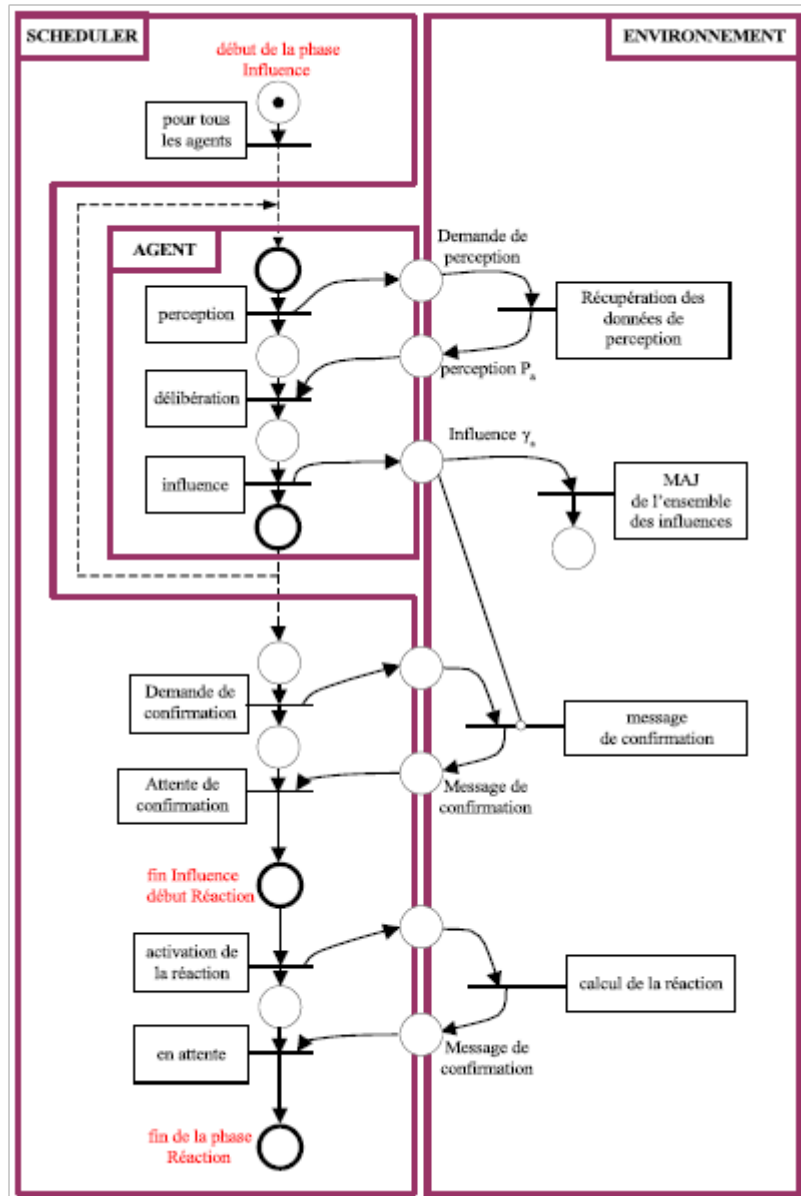 SCHEDULER
ENVIRONNEMENT
début de la phase
Influence
pour tous
les agents
AGENT
Demande de
perception
perception
Récupération des
données de
perception
perception Pa
délibération
Influence γa
influence
MAJ
de l'ensemble
des influences
Demande de
confirmation
message
de confirmation
Attente de
confirmation
Message de
confirmation
fin Influence
début Réaction
activation de
la réaction
calcul de la réaction
en attente
Message de
confirmation
fin de la phase
Réaction